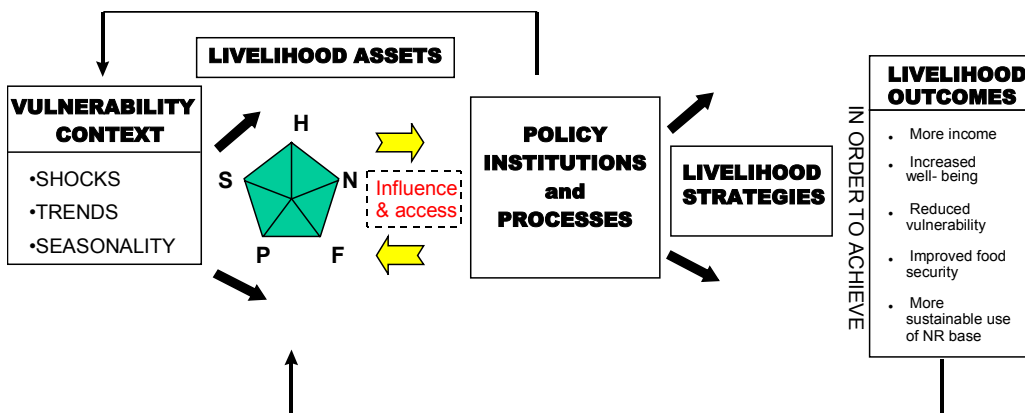 LIVELIHOOD ASSETS
VULNERABILITY
CONTEXT
•SHOCKS
•TRENDS
•SEASONALITY
H
S
N
P
F
Influence
& access
POLICY
INSTITUTIONS
and
PROCESSES
LIVELIHOOD
STRATEGIES
IN ORDER TO ACHIEVE
LIVELIHOOD
OUTCOMES
• More income
• Increased
well- being
• Reduced
vulnerability
• Improved food
security
• More
sustainable use
of NR base